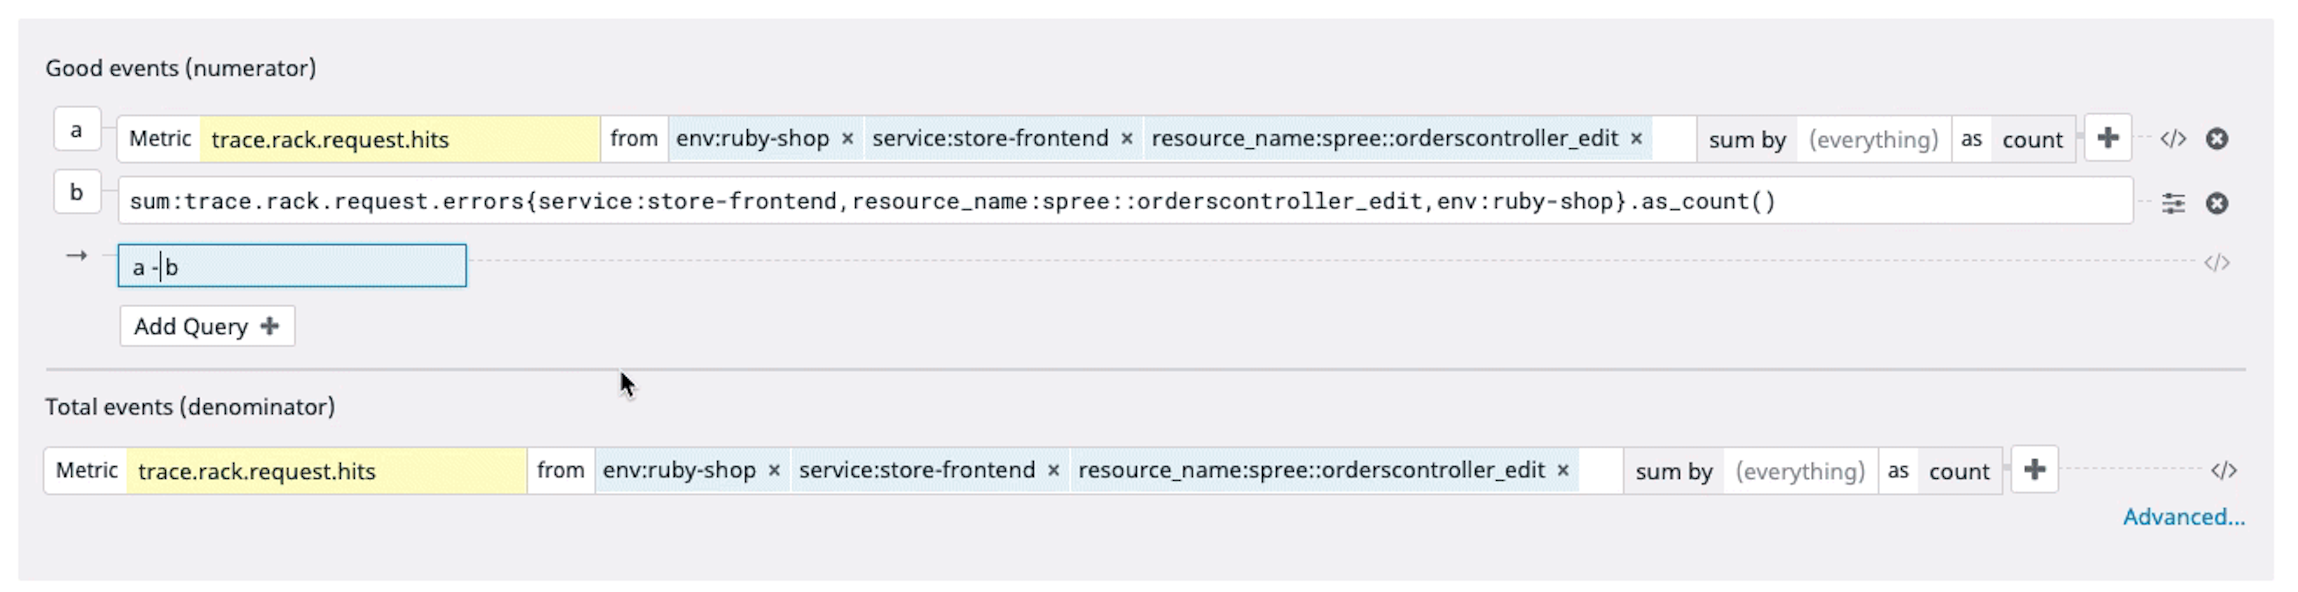 Good events (numerator)
a Metric trace.rack.request.hits from env:ruby-shop × service:store-frontend × resource_name:spree::orderscontroller_edit × sum by (everything) as count + </>
b sum:trace.rack.request.errors{service:store-frontend,resource_name:spree::orderscontroller_edit,env:ruby-shop}.as_count()
→ a - b </>
Add Query +
Total events (denominator)
Metric trace.rack.request.hits from env:ruby-shop × service:store-frontend × resource_name:spree::orderscontroller_edit × sum by (everything) as count + </>
Advanced...